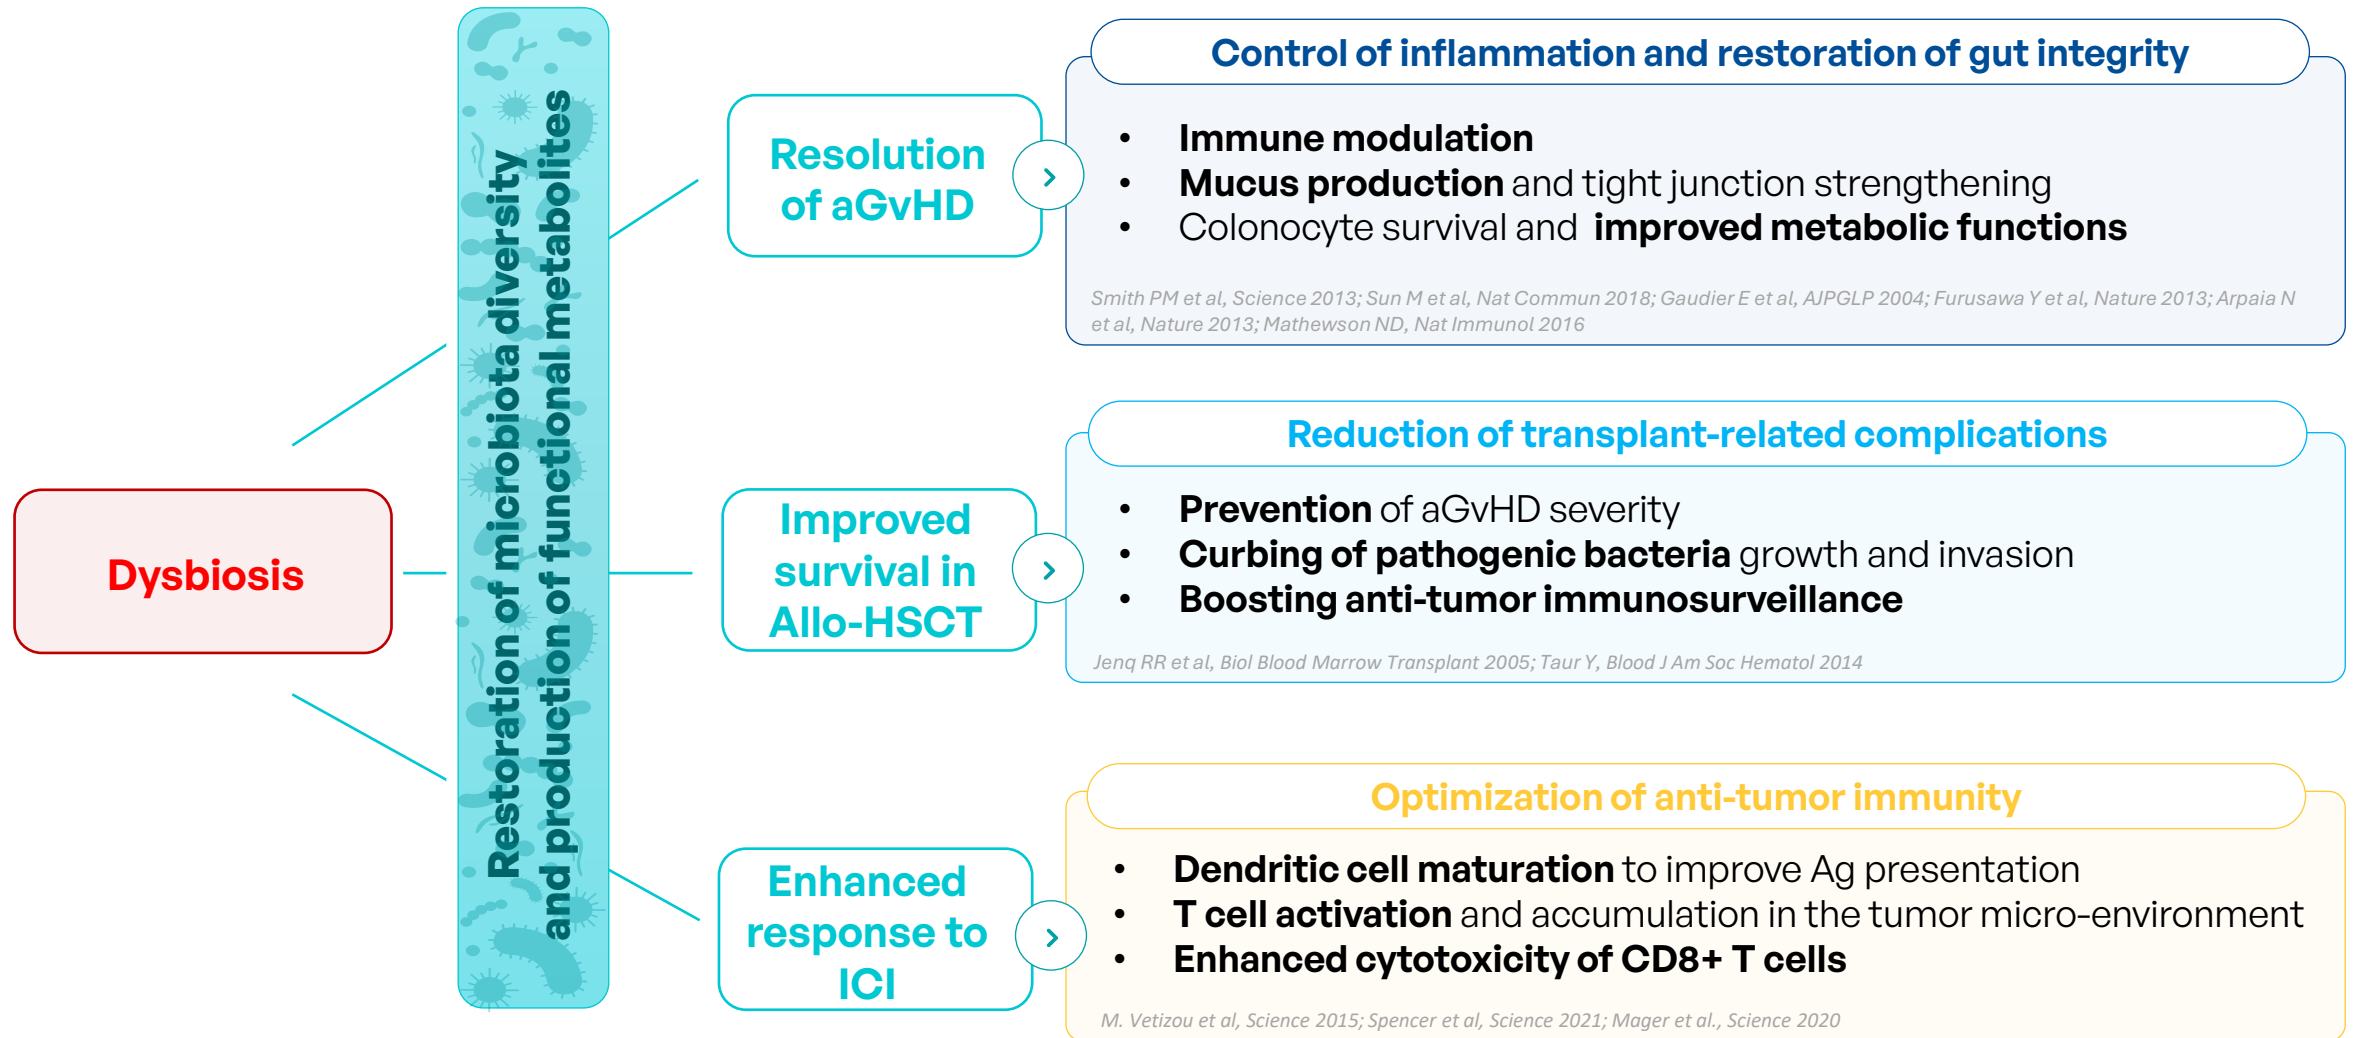 Dysbiosis
Restoration of microbiota diversity
and production of functional metabolites
Resolution
of aGvHD
Control of inflammation and restoration of gut integrity
• Immune modulation
• Mucus production and tight junction strengthening
• Colonocyte survival and improved metabolic functions
Smith PM et al, Science 2013; Sun M et al, Nat Commun 2018; Gaudier E et al, AJPGLP 2004; Furusawa Y et al, Nature 2013; Arpaia N
et al, Nature 2013; Mathewson ND, Nat Immunol 2016
Improved
survival in
Allo-HSCT
Reduction of transplant-related complications
• Prevention of aGvHD severity
• Curbing of pathogenic bacteria growth and invasion
• Boosting anti-tumor immunosurveillance
Jenq RR et al, Biol Blood Marrow Transplant 2005; Taur Y, Blood J Am Soc Hematol 2014
Enhanced
response to
ICI
Optimization of anti-tumor immunity
• Dendritic cell maturation to improve Ag presentation
• T cell activation and accumulation in the tumor micro-environment
• Enhanced cytotoxicity of CD8+ T cells
M. Vetizou et al, Science 2015; Spencer et al, Science 2021; Mager et al., Science 2020